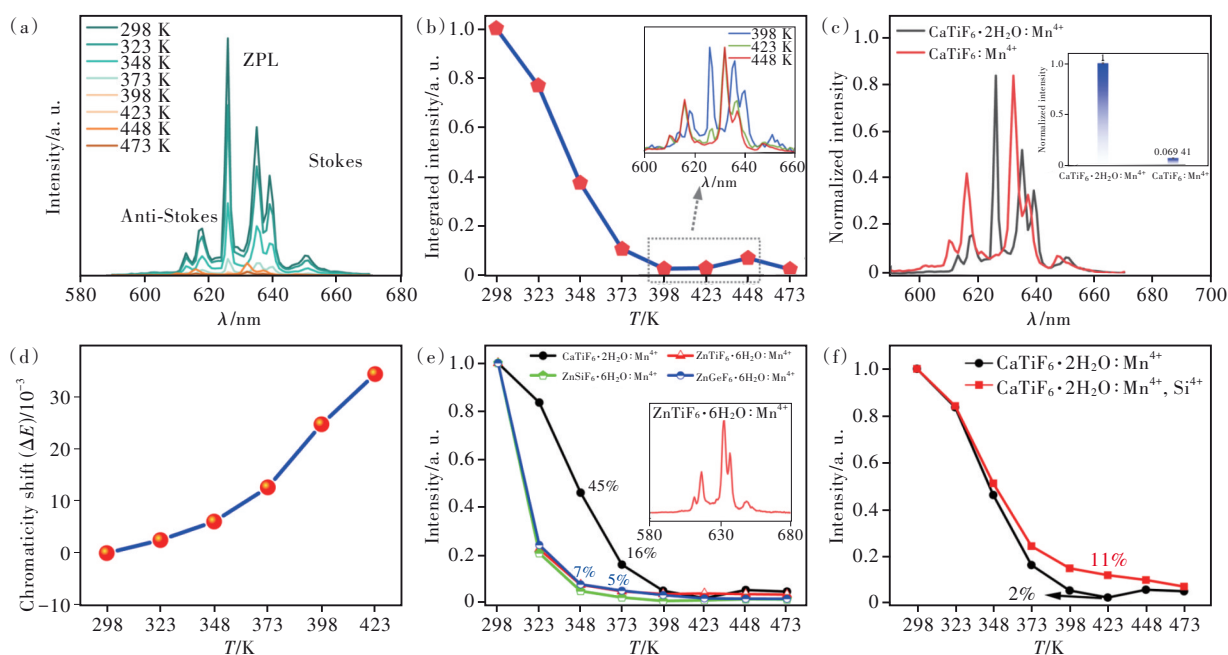 (a)
298 K
323 K
348 K
373 K
398 K
423 K
448 K
473 K
ZPL
Stokes
Anti-Stokes
Intensity/a. u.
580 600 620 640 660 680
λ/nm
(b)
1.0
0.8
0.6
0.4
0.2
0
Integrated intensity/a. u.
398 K
423 K
448 K
600 620 640 660
λ/nm
298 323 348 373 398 425 448 473
T/K
(c)
CaTiF₆·2H₂O:Mn⁴⁺
CaTiF₆:Mn⁴⁺
1.0
0.8
0.6
0.4
0.2
0
Normalized intensity
1.0
0.5
0.0
Normalized intensity
1
0.069 41
CaTiF₆·2H₂O:Mn⁴⁺ CaTiF₆:Mn⁴⁺
600 620 640 660 680 700
λ/nm
(d)
30
20
10
0
−10
Chromaticity shift (ΔE)/10⁻³
298 323 348 373 398 423
T/K
(e)
CaTiF₆·2H₂O:Mn⁴⁺ ZnTiF₆·6H₂O:Mn⁴⁺
ZnSiF₆·6H₂O:Mn⁴⁺ ZnGeF₆·6H₂O:Mn⁴⁺
1.0
0.8
0.6
0.4
0.2
0.0
Intensity/a. u.
ZnTiF₆·6H₂O:Mn⁴⁺
580 630 680
45%
16%
7%
5%
298 323 348 373 398 423 448 473
T/K
(f)
CaTiF₆·2H₂O:Mn⁴⁺
CaTiF₆·2H₂O:Mn⁴⁺, Si⁴⁺
1.0
0.8
0.6
0.4
0.2
0.0
Intensity/a. u.
11%
2%
298 323 348 373 398 423 448 473
T/K